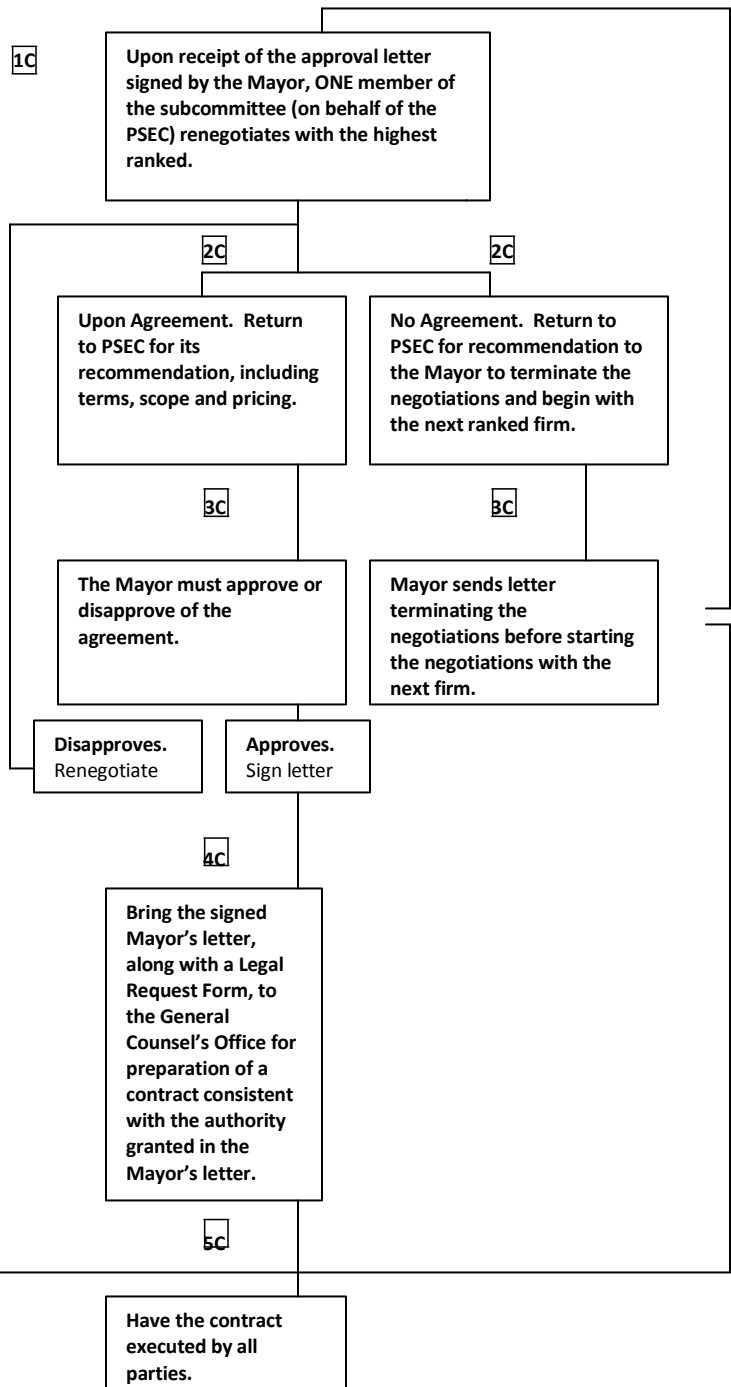 1C
Upon receipt of the approval letter
signed by the Mayor, ONE member of
the subcommittee (on behalf of the
PSEC) renegotiates with the highest
ranked.
2C
2C
Upon Agreement.  Return
to PSEC for its
recommendation, including
terms, scope and pricing.
No Agreement.  Return to
PSEC for recommendation to
the Mayor to terminate the
negotiations and begin with
the next ranked firm.
3C
3C
The Mayor must approve or
disapprove of the
agreement.
Mayor sends letter
terminating the
negotiations before starting
the negotiations with the
next firm.
Disapproves.
Renegotiate
Approves.
Sign letter
4C
Bring the signed
Mayor’s letter,
along with a Legal
Request Form, to
the General
Counsel’s Office for
preparation of a
contract consistent
with the authority
granted in the
Mayor’s letter.
5C
Have the contract
executed by all
parties.